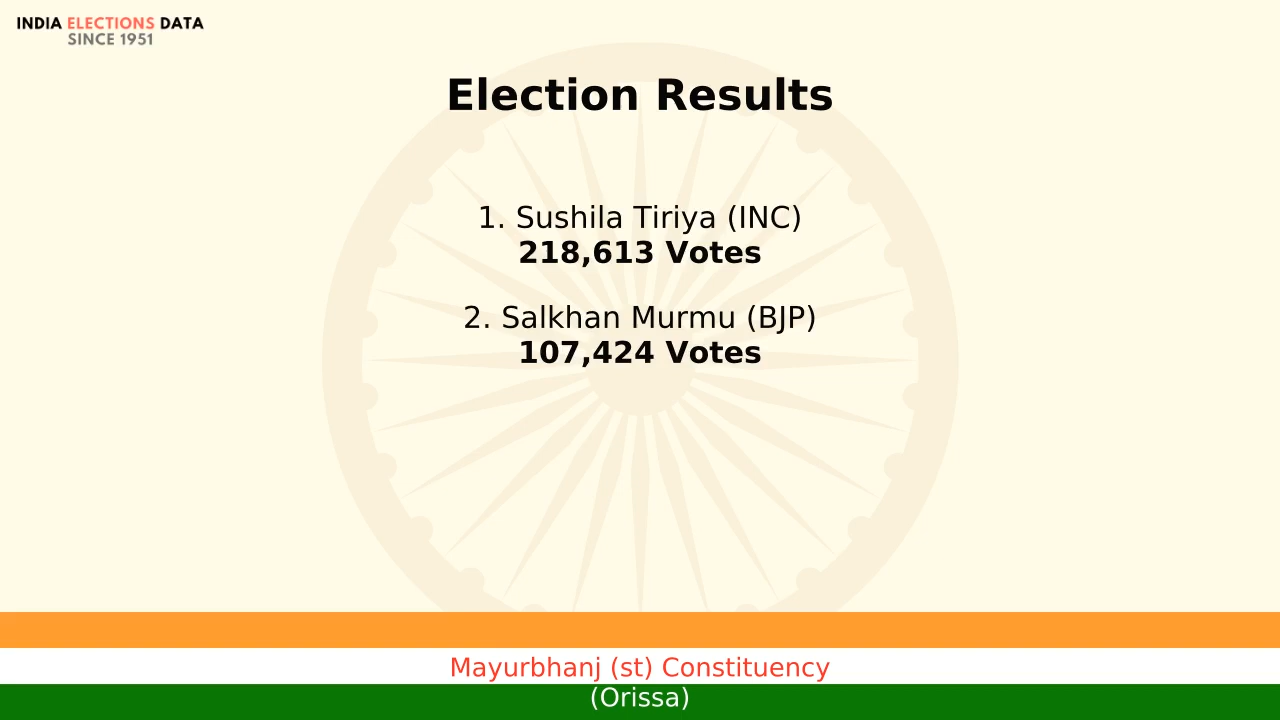 INDIA ELECTIONS DATA
SINCE 1951
Election Results
1. Sushila Tiriya (INC)
218,613 Votes
2. Salkhan Murmu (BJP)
107,424 Votes
Mayurbhanj (st) Constituency
(Orissa)